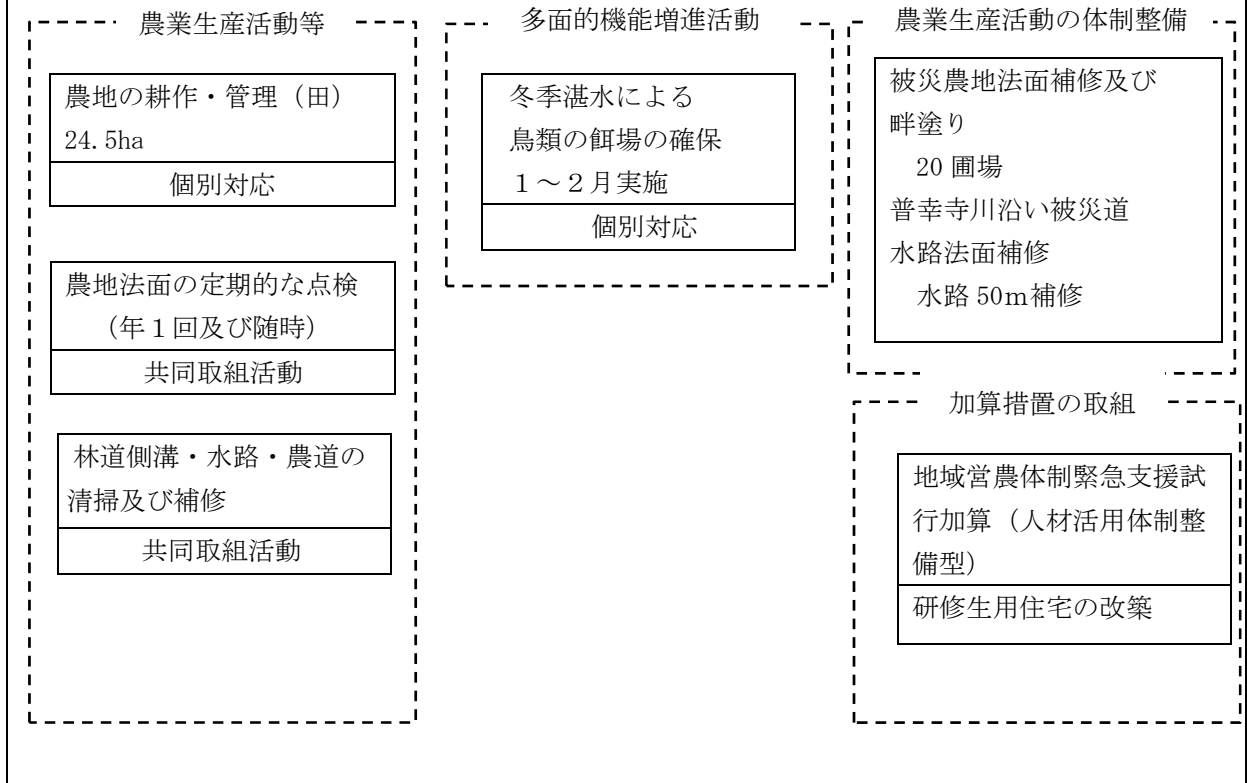 農業生産活動等
農地の耕作・管理（田）
24.5ha
個別対応
農地法面の定期的な点検
（年１回及び随時）
共同取組活動
林道側溝・水路・農道の
清掃及び補修
共同取組活動
多面的機能増進活動
冬季湛水による
鳥類の餌場の確保
１～２月実施
個別対応
農業生産活動の体制整備
被災農地法面補修及び
畔塗り
20 圃場
普幸寺川沿い被災道
水路法面補修
水路 50ｍ補修
加算措置の取組
地域営農体制緊急支援試
行加算（人材活用体制整
備型）
研修生用住宅の改築